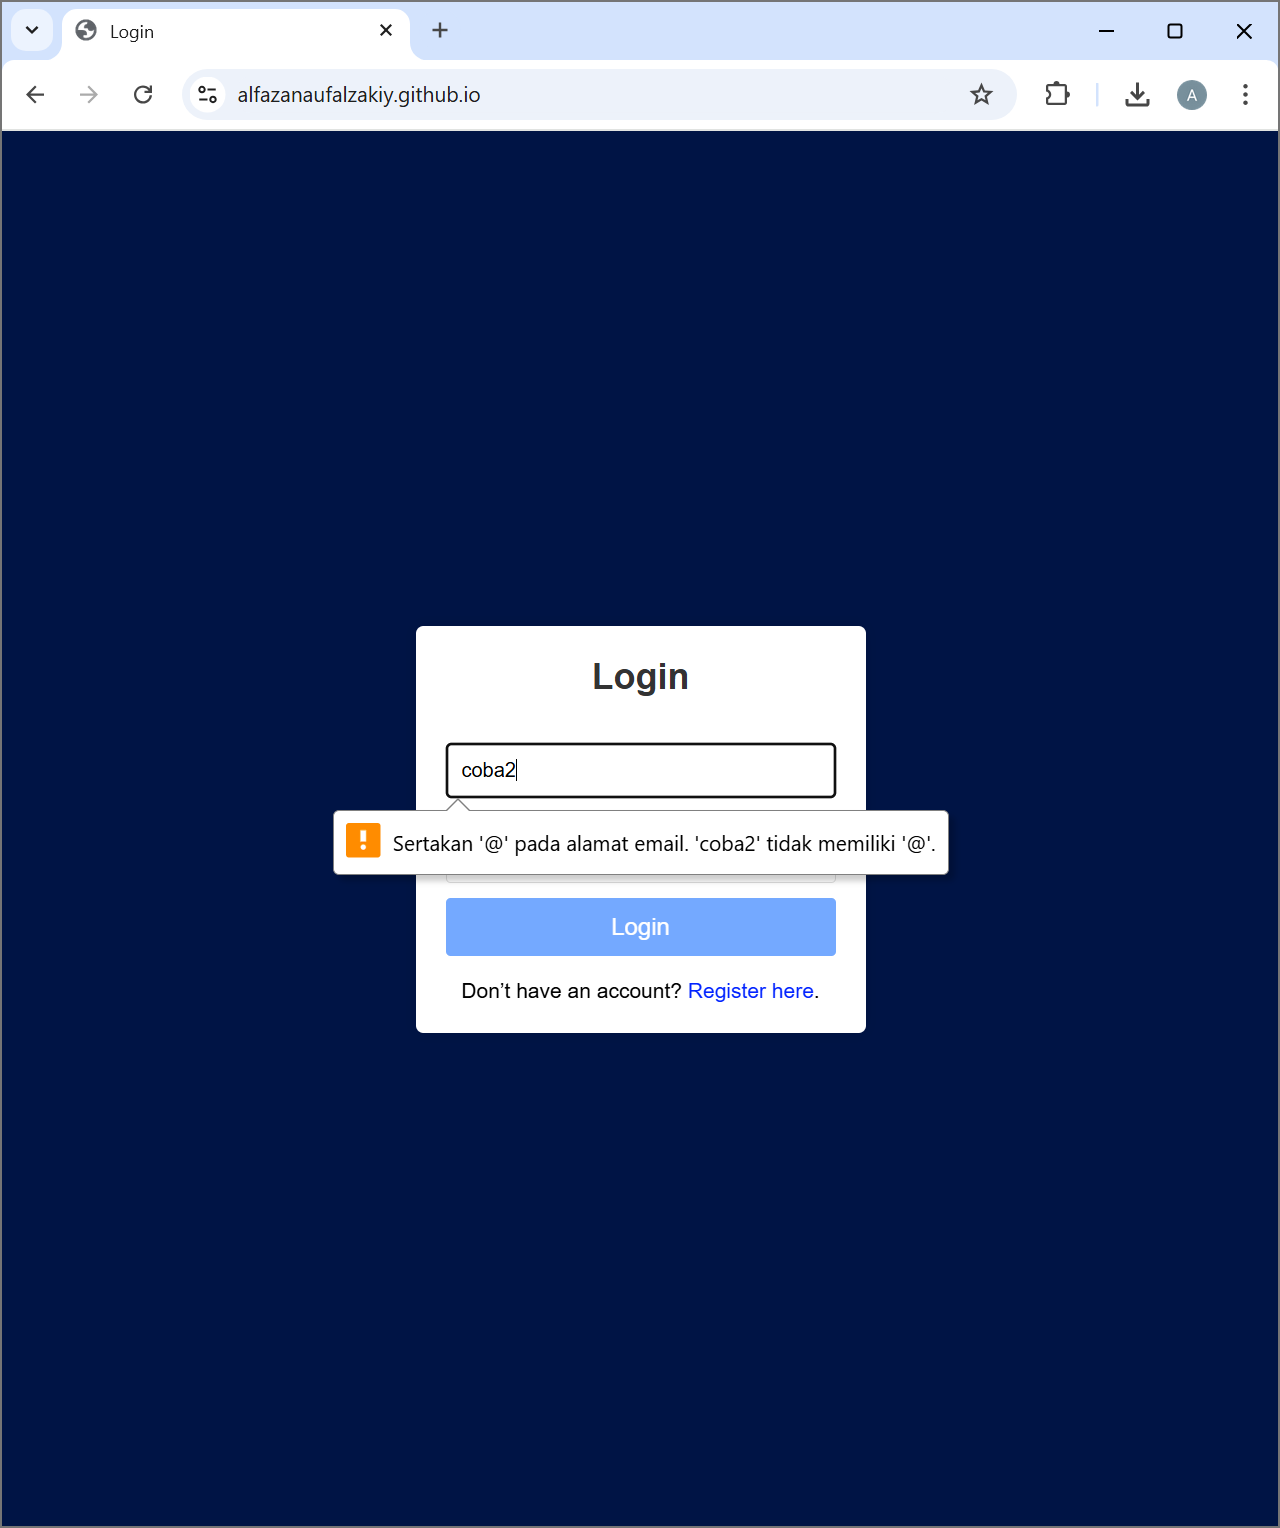 Login
alfazanaufalzakiy.github.io
A
Login
coba2
Sertakan '@' pada alamat email. 'coba2' tidak memiliki '@'.
Login
Don’t have an account? Register here.